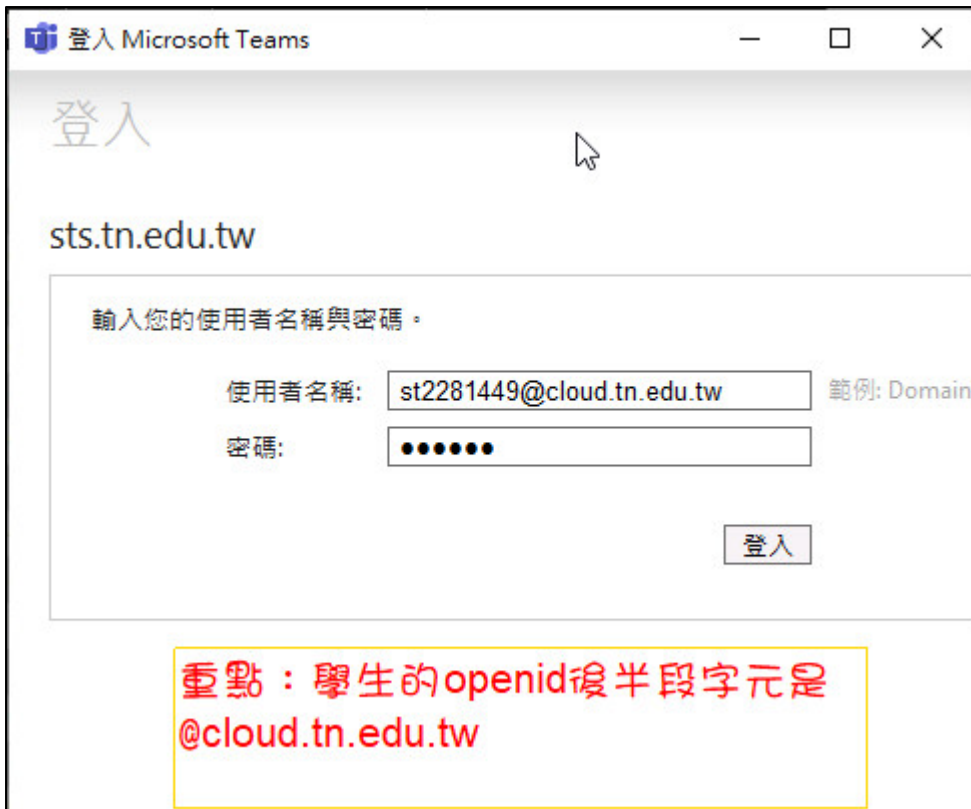 登入 Microsoft Teams
登入
sts.tn.edu.tw
輸入您的使用者名稱與密碼。
使用者名稱: st2281449@cloud.tn.edu.tw 範例: Domain
密碼: ●●●●●●
登入
重點：學生的openid後半段字元是
@cloud.tn.edu.tw